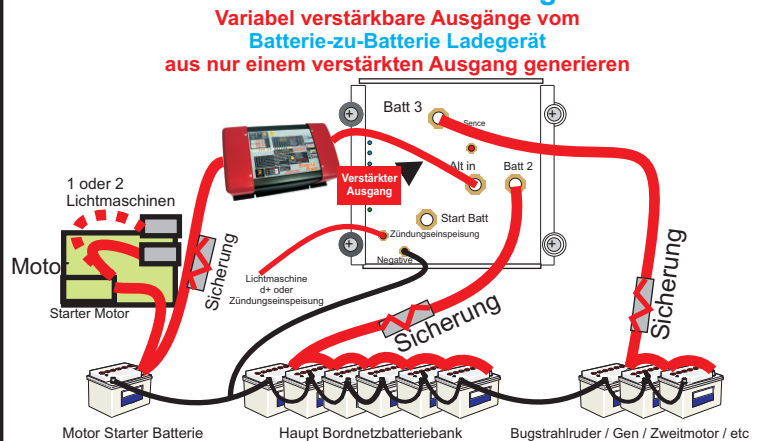 Variabel verstärkbare Ausgänge vom
Batterie-zu-Batterie Ladegerät
aus nur einem verstärkten Ausgang generieren
Batt 3
Sence
Alt in
Batt 2
Verstärkter
Ausgang
Start Batt
Zündungseinspeisung
Negative
1 oder 2
Lichtmaschinen
Motor
Starter Motor
Sicherung
Lichtmaschine
d+ oder
Zündungseinspeisung
Sicherung
Sicherung
Motor Starter Batterie
Haupt Bordnetzbatteriebank
Bugstrahlruder / Gen / Zweitmotor / etc